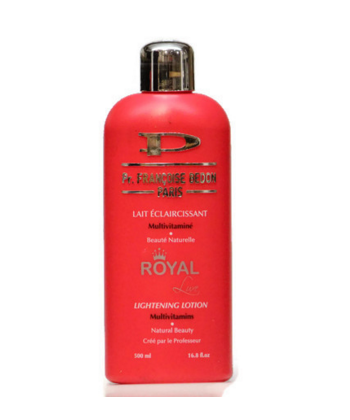 Pr. FRANÇOISE BEDON
PARIS
LAIT ÉCLAIRCISSANT
Multivitaminé
Beauté Naturelle
ROYAL
Live
LIGHTENING LOTION
Multivitamins
Natural Beauty
Créé par le Professeur
500 ml 16.8 fl.oz